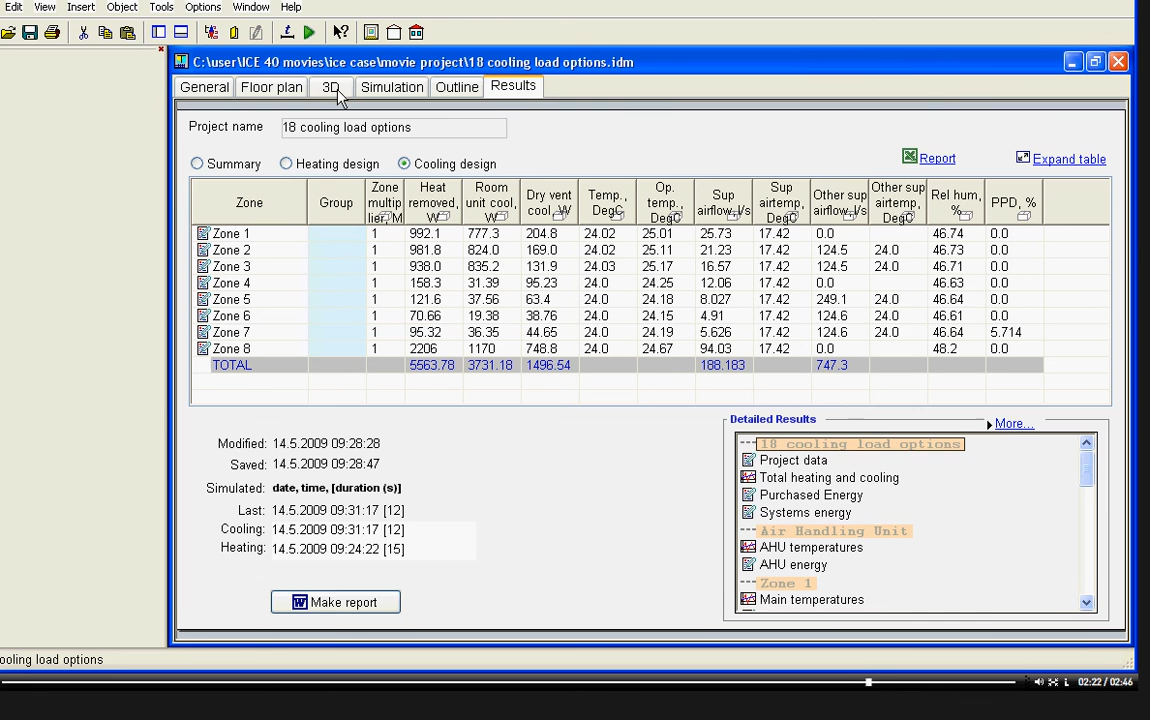 Edit View Insert Object Tools Options Window Help
C:\user\ICE 40 movies\ice case\movie project\18 cooling load options.idm
General Floor plan 3D Simulation Outline Results
Project name 18 cooling load options
Summary Heating design Cooling design Report Expand table
Zone Group Zone multip lier, M Heat removed, W Room unit cool, W Dry vent cool, W Temp., DegC Op. temp., DegC Sup airflow, l/s Sup airtemp, DegC Other sup airflow, l/s Other sup airtemp, DegC Rel hum, % PPD, %
Zone 1 1 992.1 777.3 204.8 24.02 25.01 25.73 17.42 0.0 46.74 0.0
Zone 2 1 981.8 824.0 169.0 24.02 25.11 21.23 17.42 124.5 24.0 46.73 0.0
Zone 3 1 938.0 835.2 131.9 24.03 25.17 16.57 17.42 124.5 24.0 46.71 0.0
Zone 4 1 158.3 31.39 95.23 24.0 24.25 12.06 17.42 0.0 46.63 0.0
Zone 5 1 121.6 37.56 63.4 24.0 24.18 8.027 17.42 249.1 24.0 46.64 0.0
Zone 6 1 70.66 19.38 38.76 24.0 24.15 4.91 17.42 124.6 24.0 46.61 0.0
Zone 7 1 95.32 36.35 44.65 24.0 24.19 5.626 17.42 124.6 24.0 46.64 5.714
Zone 8 1 2206 1170 748.8 24.0 24.67 94.03 17.42 0.0 48.2 0.0
TOTAL 5563.78 3731.18 1496.54 188.183 747.3
Detailed Results More...
Modified: 14.5.2009 09:28:28
Saved: 14.5.2009 09:28:47
Simulated: date, time, [duration (s)]
Last: 14.5.2009 09:31:17 [12]
Cooling: 14.5.2009 09:31:17 [12]
Heating: 14.5.2009 09:24:22 [15]
Make report
--- 18 cooling load options
Project data
Total heating and cooling
Purchased Energy
Systems energy
--- Air Handling Unit
AHU temperatures
AHU energy
--- Zone 1
Main temperatures
ooling load options
02:22 / 02:46